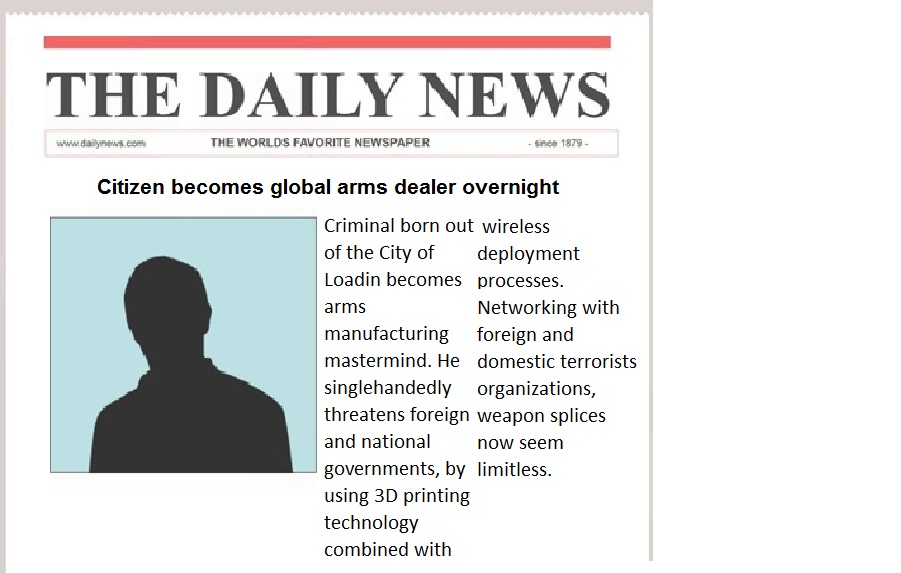 THE DAILY NEWS
www.dailynews.com THE WORLDS FAVORITE NEWSPAPER - since 1879 -
Citizen becomes global arms dealer overnight
Criminal born out
of the City of
Loadin becomes
arms
manufacturing
mastermind. He
singlehandedly
threatens foreign
and national
governments, by
using 3D printing
technology
combined with
wireless
deployment
processes.
Networking with
foreign and
domestic terrorists
organizations,
weapon splices
now seem
limitless.